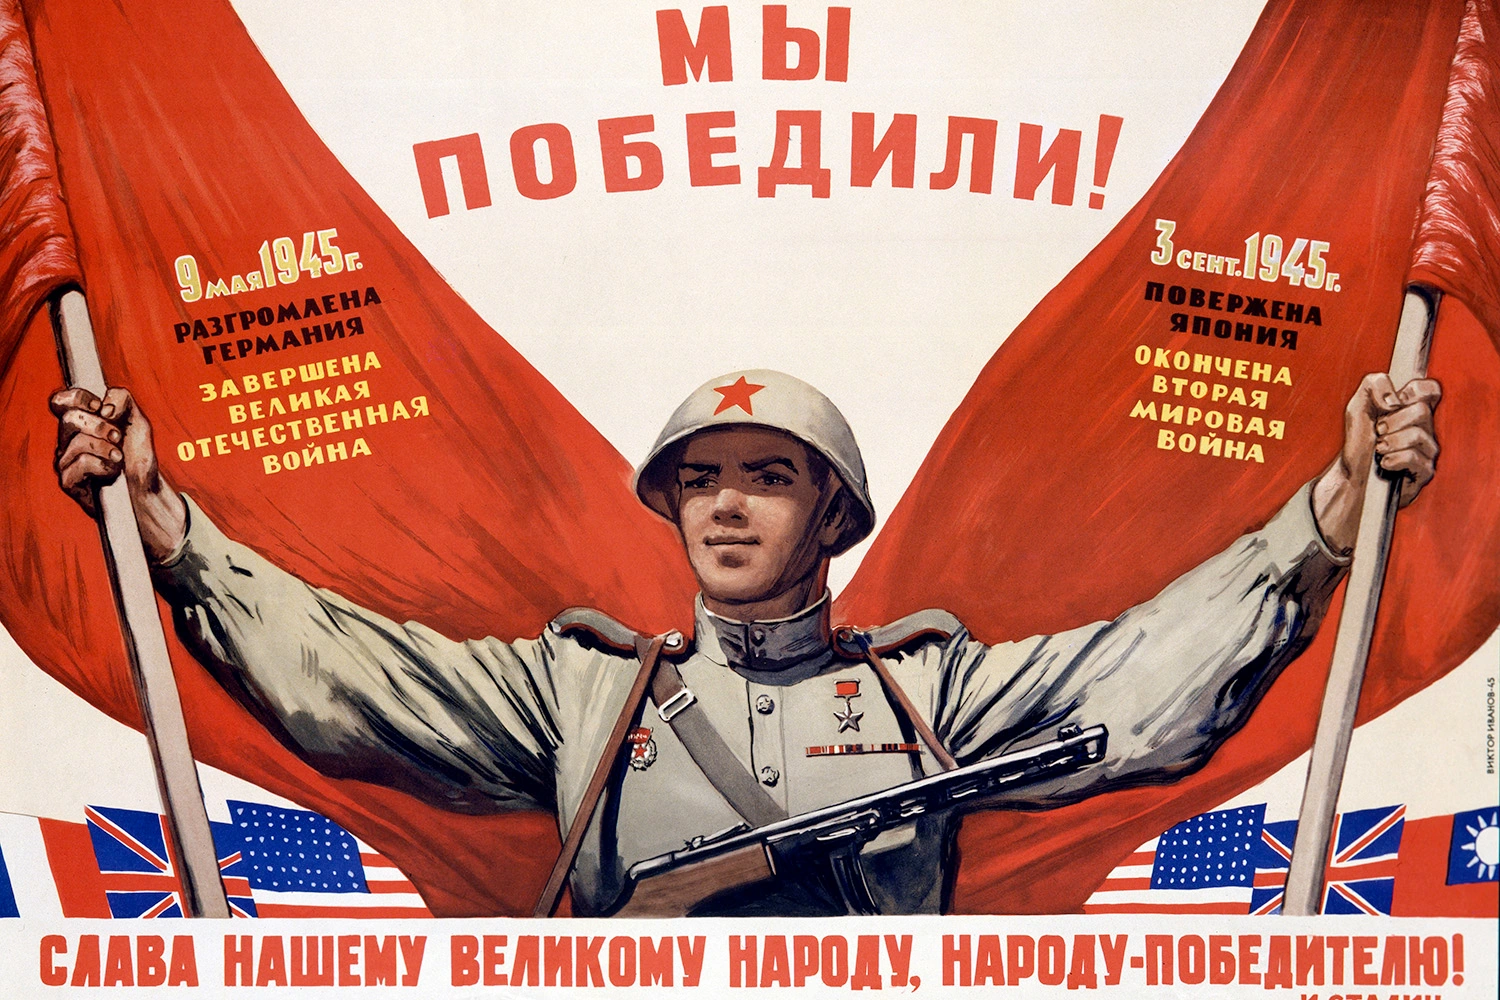 МЫ
ПОБЕДИЛИ!
9 МАЯ 1945 г.
РАЗГРОМЛЕНА
ГЕРМАНИЯ
ЗАВЕРШЕНА
ВЕЛИКАЯ
ОТЕЧЕСТВЕННАЯ
ВОЙНА
3 СЕНТ. 1945 г.
ПОВЕРЖЕНА
ЯПОНИЯ
ОКОНЧЕНА
ВТОРАЯ
МИРОВАЯ
ВОЙНА
ВИКТОР ИВАНОВ-45
СЛАВА НАШЕМУ ВЕЛИКОМУ НАРОДУ, НАРОДУ-ПОБЕДИТЕЛЮ!
И. СТАЛИН